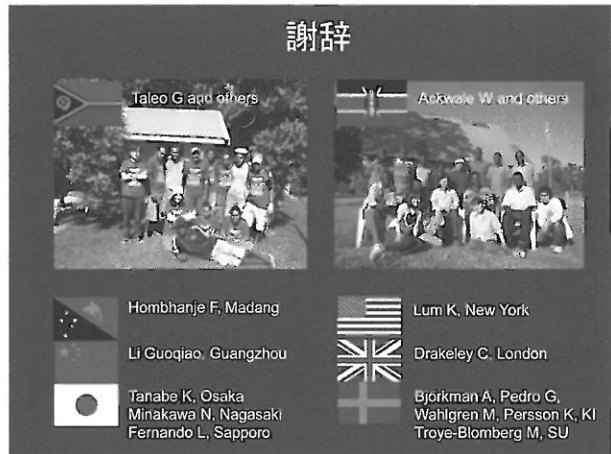 謝辞
Taleo G and others
Ackwale W and others
Hombhanje F, Madang
Li Guoqiao, Guangzhou
Tanabe K, Osaka
Minakawa N, Nagasaki
Fernando L, Sapporo
Lum K, New York
Drakeley C, London
Björkman A, Pedro G,
Wahlgren M, Persson K, KI
Troye-Blomberg M, SU